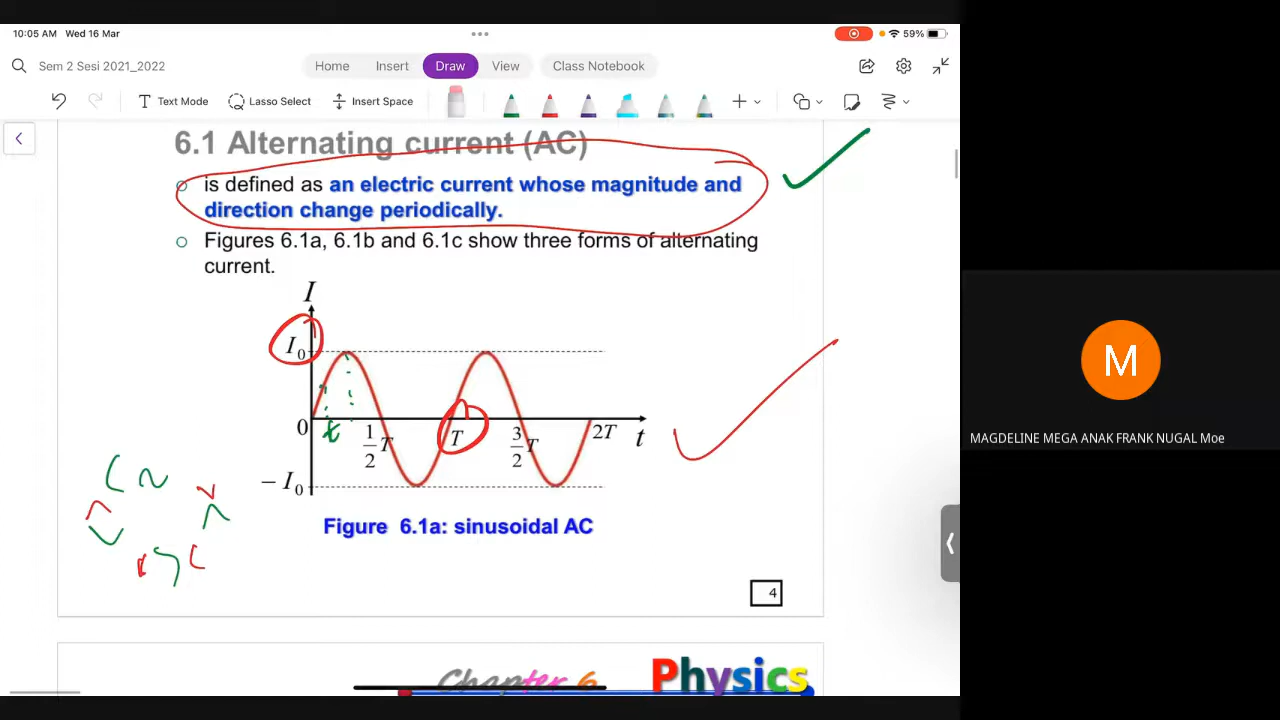 10:05 AM Wed 16 Mar
59%
Sem 2 Sesi 2021_2022
Home Insert Draw View Class Notebook
Text Mode Lasso Select Insert Space
6.1 Alternating current (AC)
is defined as an electric current whose magnitude and
direction change periodically.
Figures 6.1a, 6.1b and 6.1c show three forms of alternating
current.
I
I₀
0
t
1/2 T
T
3/2 T
2T
t
− I₀
Figure 6.1a: sinusoidal AC
4
Chapter 6 Physics
M
MAGDELINE MEGA ANAK FRANK NUGAL Moe